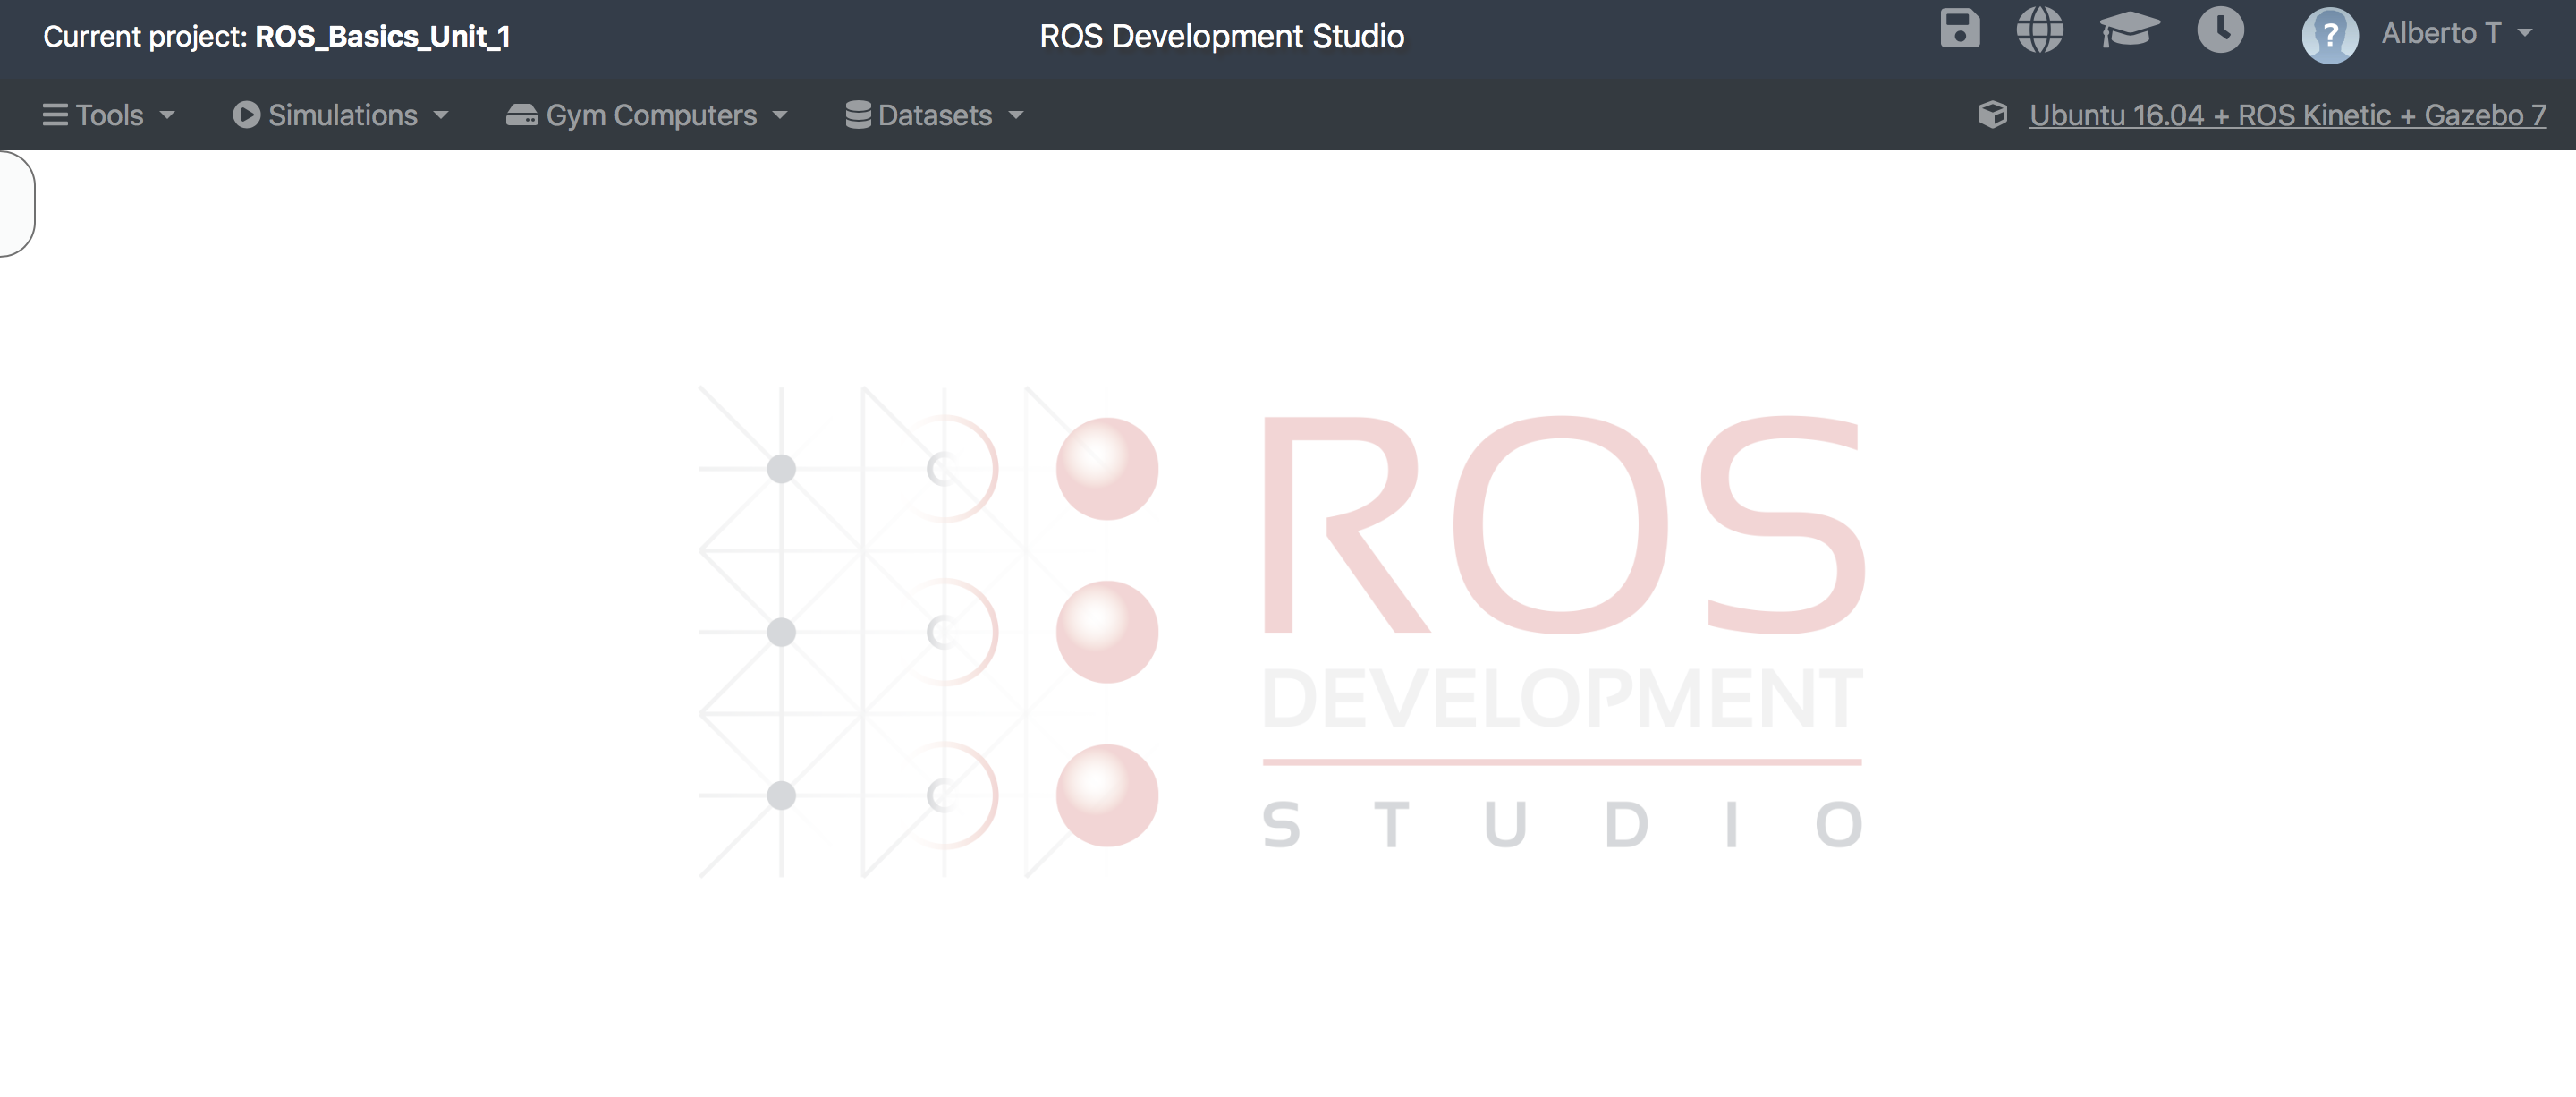 Current project: ROS_Basics_Unit_1
ROS Development Studio
?
Alberto T
Tools
Simulations
Gym Computers
Datasets
Ubuntu 16.04 + ROS Kinetic + Gazebo 7
ROS
DEVELOPMENT
STUDIO